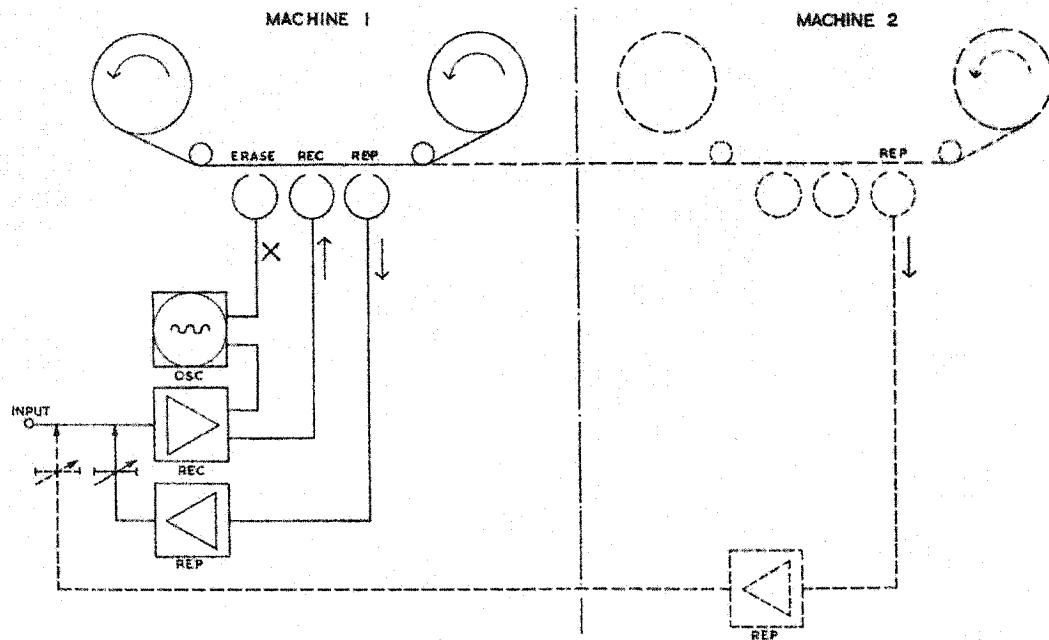 MACHINE 1
MACHINE 2
ERASE REC REP
REP
OSC
INPUT
REC
REP
REP